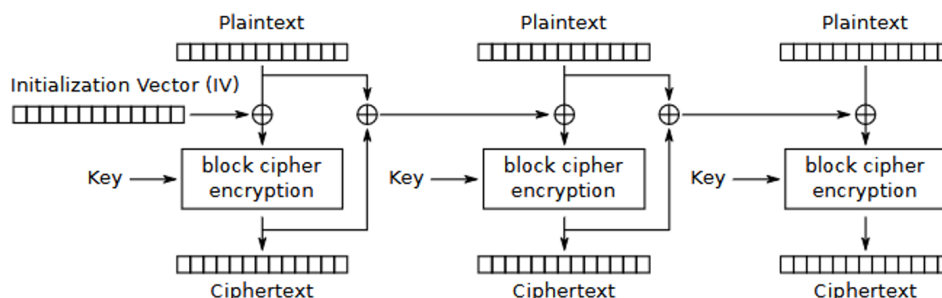 Plaintext
Plaintext
Plaintext
Initialization Vector (IV)
Key
block cipher
encryption
Key
block cipher
encryption
Key
block cipher
encryption
Ciphertext
Ciphertext
Ciphertext